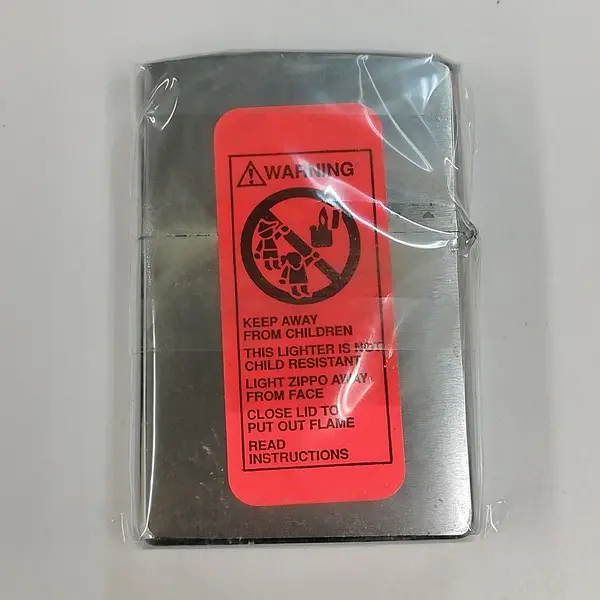 WARNING
KEEP AWAY
FROM CHILDREN
THIS LIGHTER IS NOT
CHILD RESISTANT
LIGHT ZIPPO AWAY
FROM FACE
CLOSE LID TO
PUT OUT FLAME
READ
INSTRUCTIONS